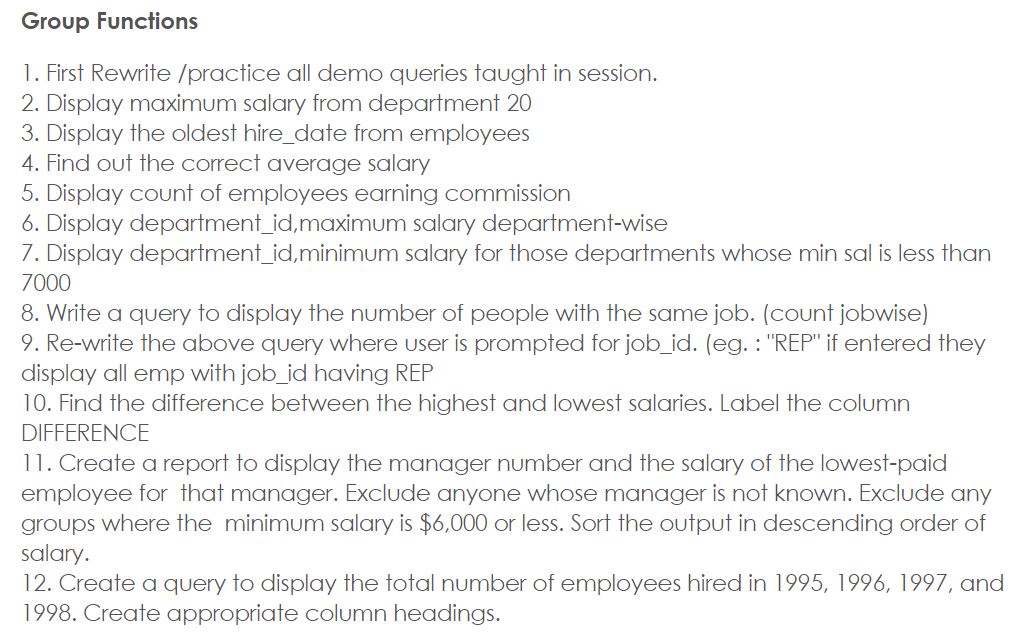 Group Functions
1. First Rewrite /practice all demo queries taught in session.
2. Display maximum salary from department 20
3. Display the oldest hire_date from employees
4. Find out the correct average salary
5. Display count of employees earning commission
6. Display department_id,maximum salary department-wise
7. Display department_id,minimum salary for those departments whose min sal is less than
7000
8. Write a query to display the number of people with the same job. (count jobwise)
9. Re-write the above query where user is prompted for job_id. (eg. : "REP" if entered they
display all emp with job_id having REP
10. Find the difference between the highest and lowest salaries. Label the column
DIFFERENCE
11. Create a report to display the manager number and the salary of the lowest-paid
employee for  that manager. Exclude anyone whose manager is not known. Exclude any
groups where the  minimum salary is $6,000 or less. Sort the output in descending order of
salary.
12. Create a query to display the total number of employees hired in 1995, 1996, 1997, and
1998. Create appropriate column headings.